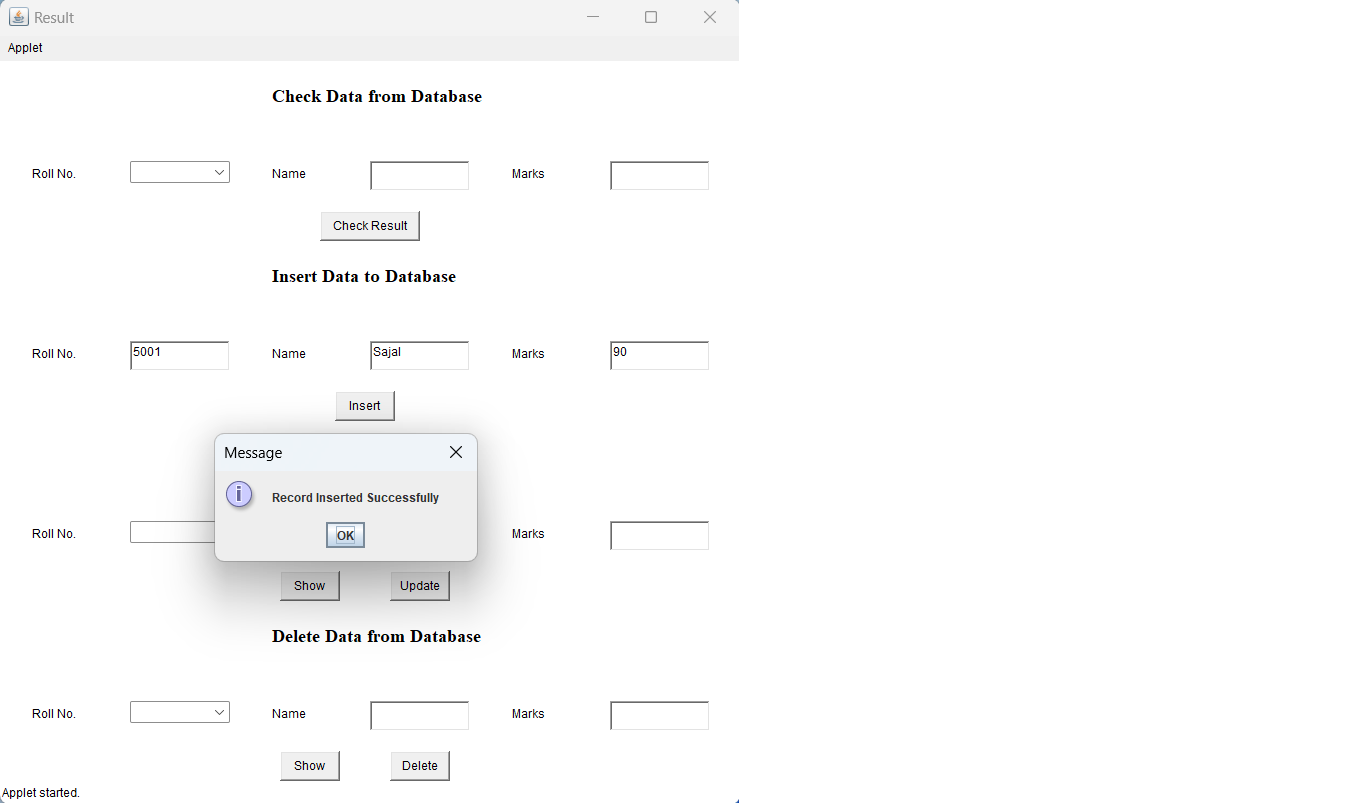 Result
Applet
Check Data from Database
Roll No. Name Marks
Check Result
Insert Data to Database
Roll No. 5001 Name Sajal Marks 90
Insert
Message
i Record Inserted Successfully
OK
Roll No. Marks
Show Update
Delete Data from Database
Roll No. Name Marks
Show Delete
Applet started.